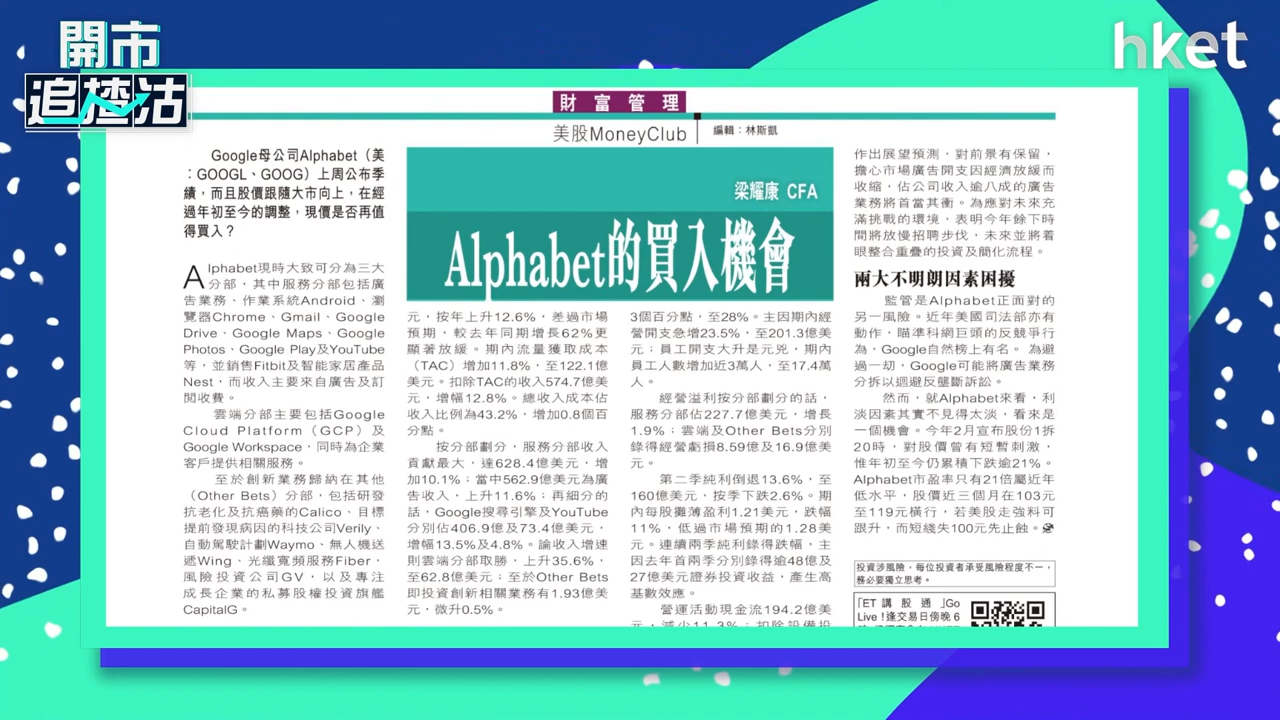 開市
追揸沽
hket
財富管理
美股MoneyClub
編輯：林斯凱
Google母公司Alphabet（美
：GOOGL、GOOG）上周公布季
績，而且股價跟隨大市向上，在經
過年初至今的調整，現價是否再值
得買入？
Alphabet現時大致可分為三大
分部，其中服務分部包括廣
告業務、作業系統Android、瀏
覽器Chrome、Gmail、Google
Drive、Google Maps、Google
Photos、Google Play及YouTube
等，並銷售Fitbit及智能家居產品
Nest，而收入主要來自廣告及訂
閱收費。
雲端分部主要包括Google
Cloud Platform（GCP）及
Google Workspace，同時為企業
客戶提供相關服務。
至於創新業務歸納在其他
（Other Bets）分部，包括研發
抗老化及抗癌藥的Calico、目標
提前發現病因的科技公司Verily、
自動駕駛計劃Waymo、無人機送
遞Wing、光纖寬頻服務Fiber，
風險投資公司GV，以及專注
成長企業的私募股權投資旗艦
CapitalG。
梁耀康 CFA
Alphabet的買入機會
元，按年上升12.6%，差過市場
預期，較去年同期增長62%更
顯著放緩。期內流量獲取成本
（TAC）增加11.8%，至122.1億
美元。扣除TAC的收入574.7億美
元，增幅12.8%。總收入成本佔
收入比例為43.2%，增加0.8個百
分點。
按分部劃分，服務分部收入
貢獻最大，達628.4億美元，增
加10.1%；當中562.9億美元為廣
告收入，上升11.6%；再細分的
話，Google搜尋引擎及YouTube
分別佔406.9億及73.4億美元，
增幅13.5%及4.8%。論收入增速
則雲端分部取勝，上升35.6%，
至62.8億美元；至於Other Bets
即投資創新相關業務有1.93億美
元，微升0.5%。
3個百分點，至28%。主因期內經
營開支急增23.5%，至201.3億美
元；員工開支大升是元兇，期內
員工人數增加近3萬人，至17.4萬
人。
經營溢利按分部劃分的話，
服務分部佔227.7億美元，增長
1.9%；雲端及Other Bets分別
錄得經營虧損8.59億及16.9億美
元。
第二季純利倒退13.6%，至
160億美元，按季下跌2.6%。期
內每股攤薄盈利1.21美元，跌幅
11%，低過市場預期的1.28美
元。連續兩季純利錄得跌幅，主
因去年首兩季分別錄得逾48億及
27億美元證券投資收益，產生高
基數效應。
營運活動現金流194.2億美
元，減少11.3%；扣除設備投
作出展望預測，對前景有保留，
擔心市場廣告開支因經濟放緩而
收縮，佔公司收入逾八成的廣告
業務將首當其衝。為應對未來充
滿挑戰的環境，表明今年餘下時
間將放慢招聘步伐，未來並將着
眼整合重疊的投資及簡化流程。
兩大不明朗因素困擾
監管是Alphabet正面對的
另一風險。近年美國司法部亦有
動作，瞄準科網巨頭的反競爭行
為，Google自然榜上有名。 為避
過一劫，Google可能將廣告業務
分拆以迴避反壟斷訴訟。
然而，就Alphabet來看，利
淡因素其實不見得太淡，看來是
一個機會。今年2月宣布股份1拆
20時，對股價曾有短暫刺激，
惟年初至今仍累積下跌逾21%。
Alphabet市盈率只有21倍屬近年
低水平，股價近三個月在103元
至119元橫行，若美股走強料可
跟升，而短綫失100元先止蝕。
投資涉風險，每位投資者承受風險程度不一，
務必要獨立思考。
「ET講股通」Go
Live！逢交易日傍晚6